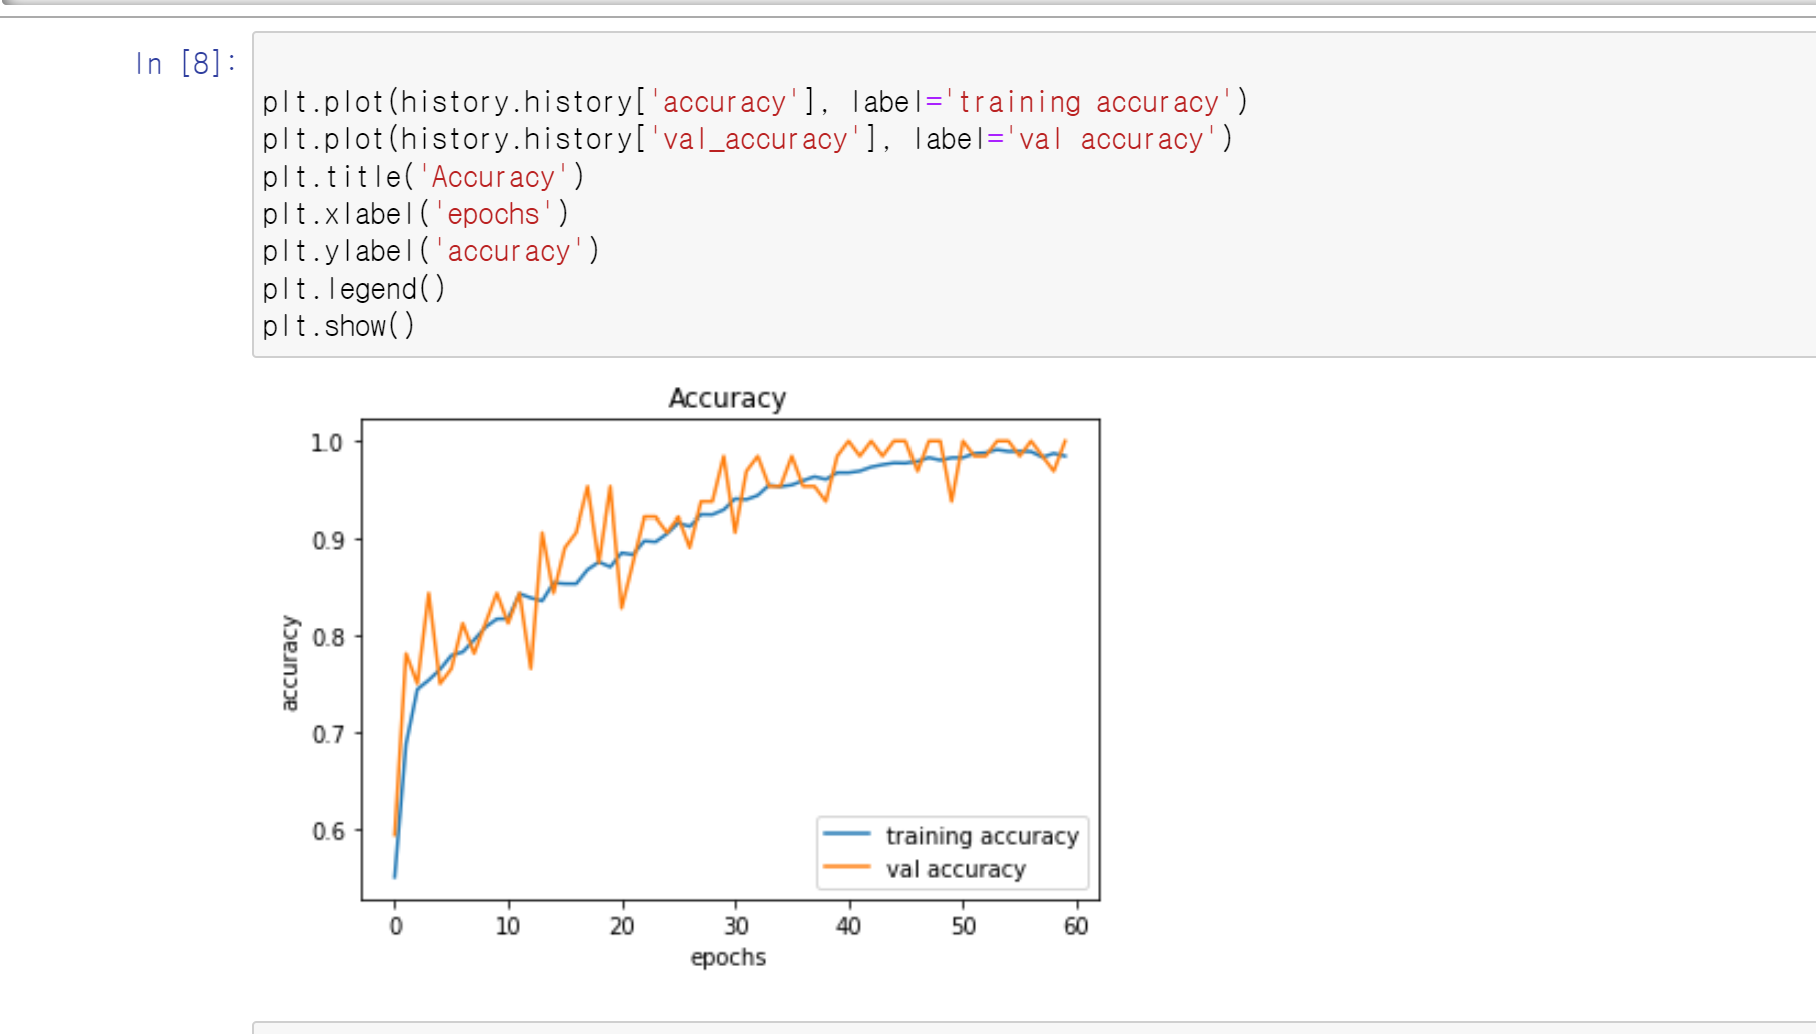 In [8]:
plt.plot(history.history['accuracy'], label='training accuracy')
plt.plot(history.history['val_accuracy'], label='val accuracy')
plt.title('Accuracy')
plt.xlabel('epochs')
plt.ylabel('accuracy')
plt.legend()
plt.show()
Accuracy
1.0
0.9
0.8
0.7
0.6
accuracy
training accuracy
val accuracy
0 10 20 30 40 50 60
epochs